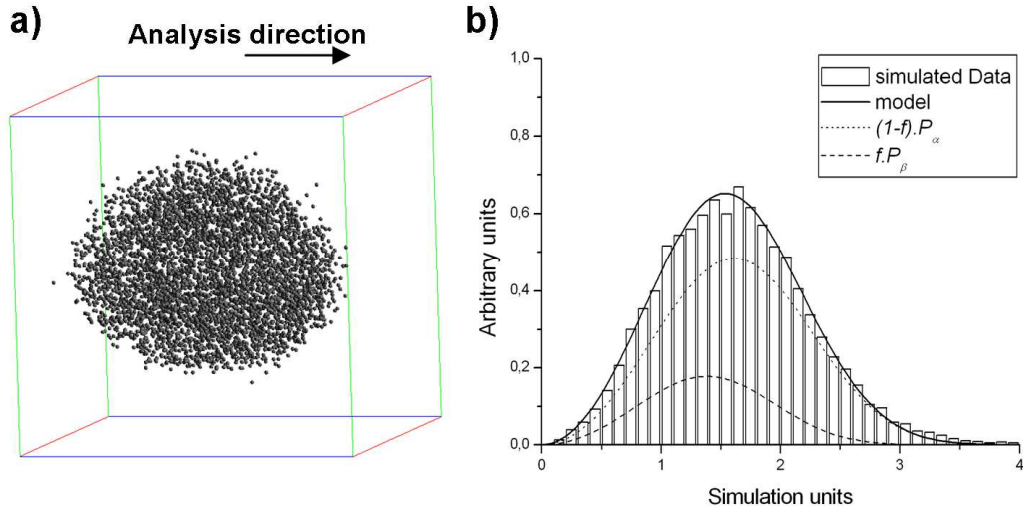 a)
Analysis direction
b)
1,0
0,8
0,6
0,4
0,2
0,0
Arbitrary units
simulated Data
model
(1-f).Pα
f.Pβ
0
1
2
3
4
Simulation units